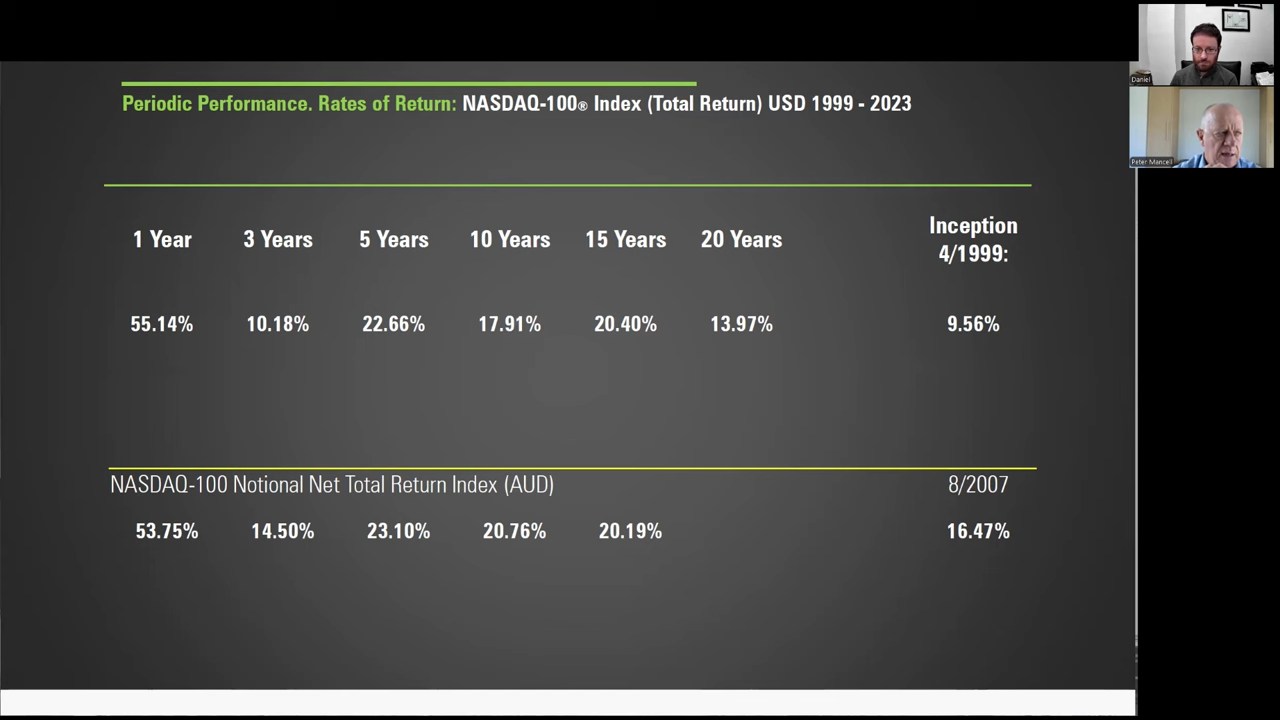 Periodic Performance. Rates of Return: NASDAQ-100® Index (Total Return) USD 1999 - 2023
1 Year 3 Years 5 Years 10 Years 15 Years 20 Years Inception 4/1999:
55.14% 10.18% 22.66% 17.91% 20.40% 13.97% 9.56%
NASDAQ-100 Notional Net Total Return Index (AUD) 8/2007
53.75% 14.50% 23.10% 20.76% 20.19% 16.47%
Daniel
Peter Mancell